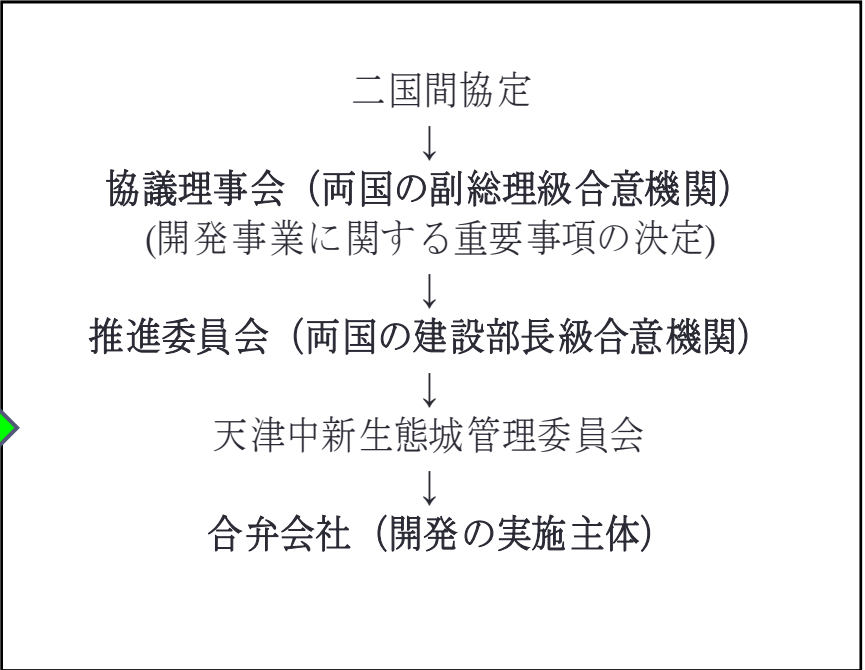 二国間協定
↓
協議理事会（両国の副総理級合意機関）
(開発事業に関する重要事項の決定)
↓
推進委員会（両国の建設部長級合意機関）
↓
天津中新生態城管理委員会
↓
合弁会社（開発の実施主体）